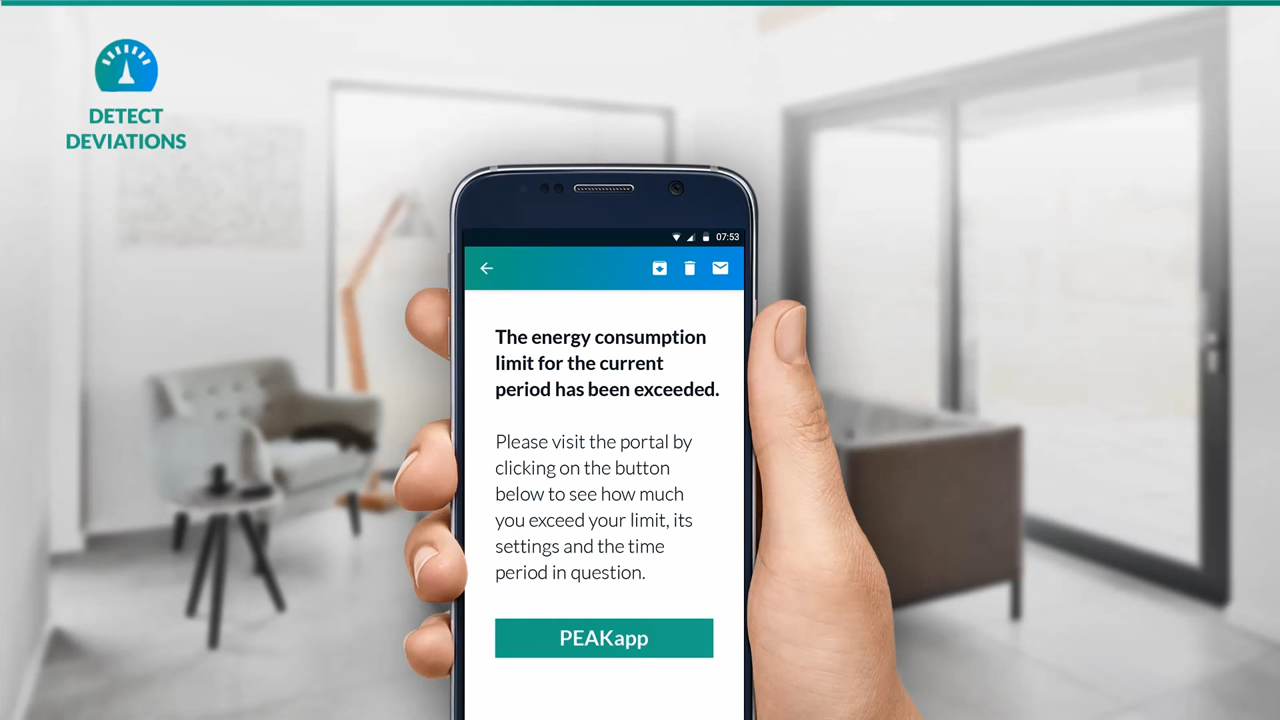 DETECT
DEVIATIONS
07:53
The energy consumption
limit for the current
period has been exceeded.
Please visit the portal by
clicking on the button
below to see how much
you exceed your limit, its
settings and the time
period in question.
PEAKapp